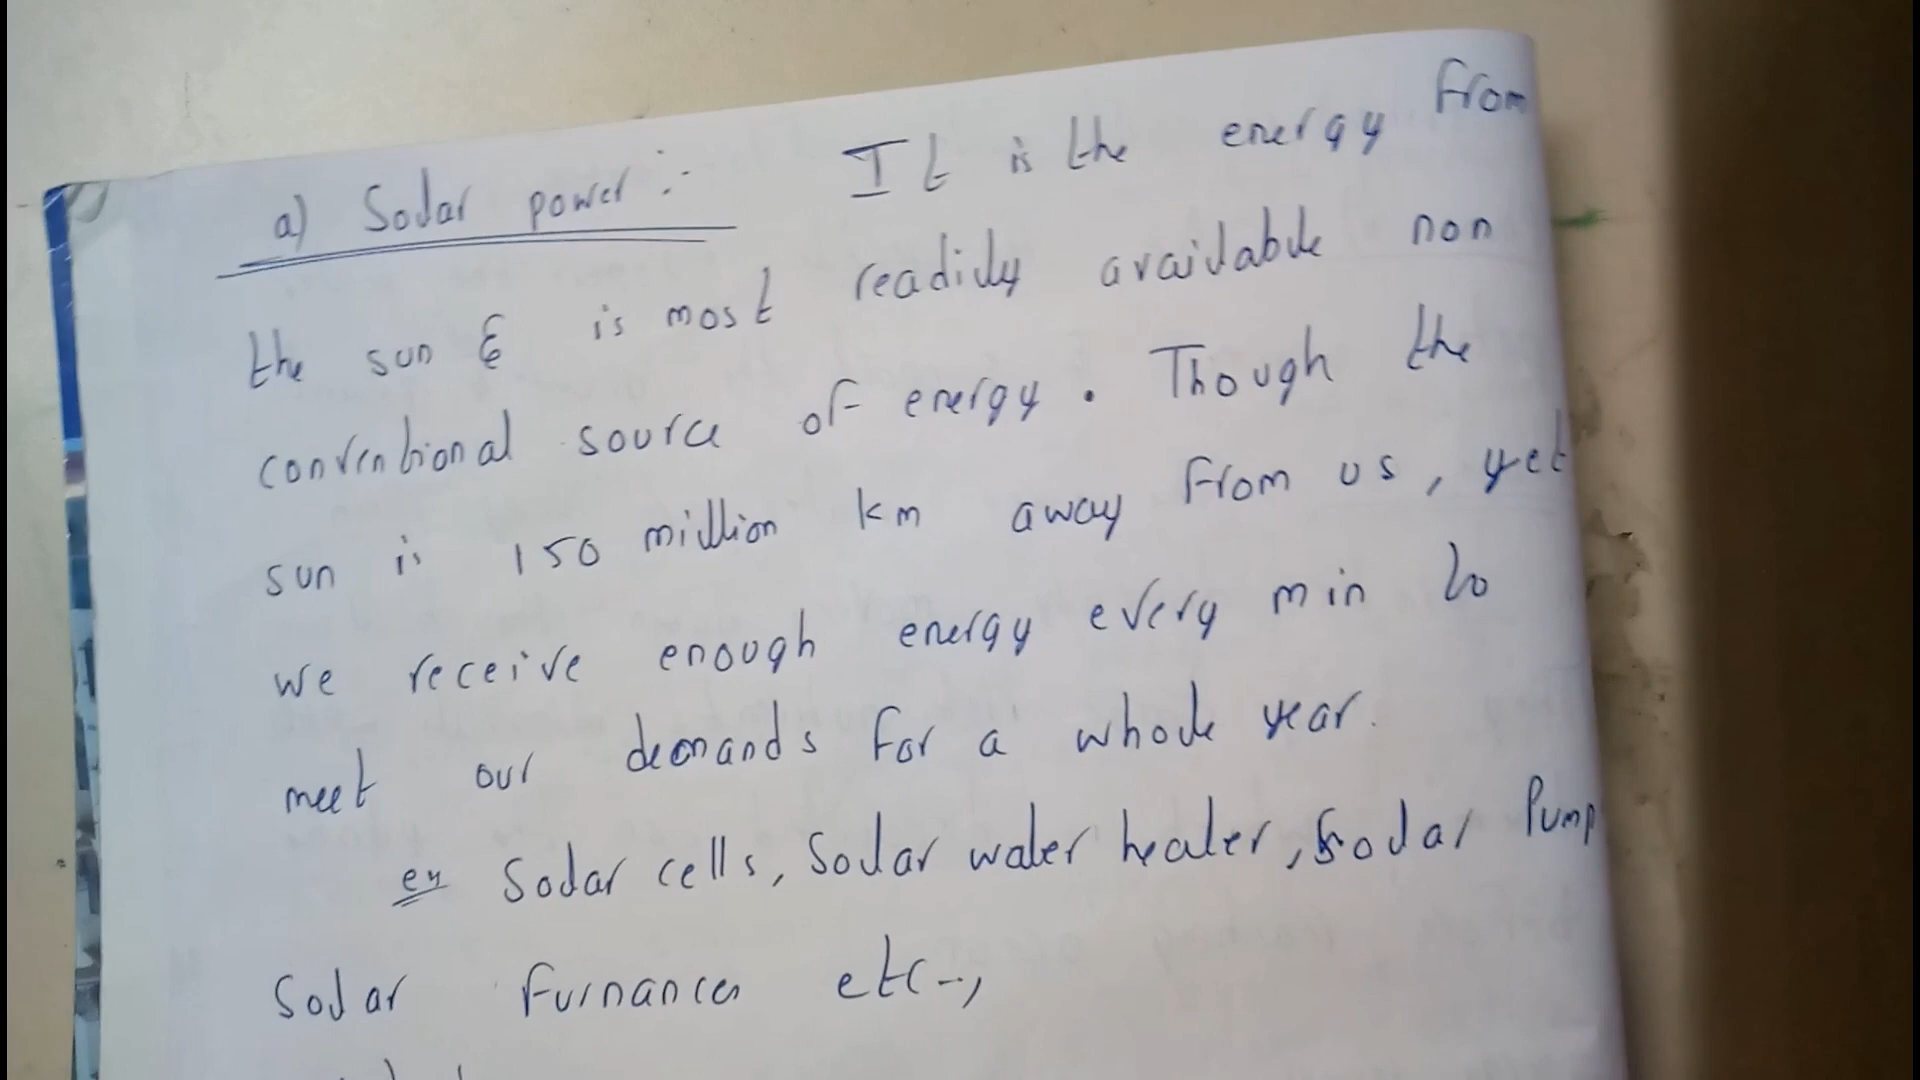 a) Solar power :- It is the energy from
the sun & is most readily available non
conventional source of energy. Though the
sun is 150 million km away from us, yet
we receive enough energy every min to
meet our demands for a whole year.
ex Solar cells, Solar water heater, Solar Pump
Solar Furnances etc--,